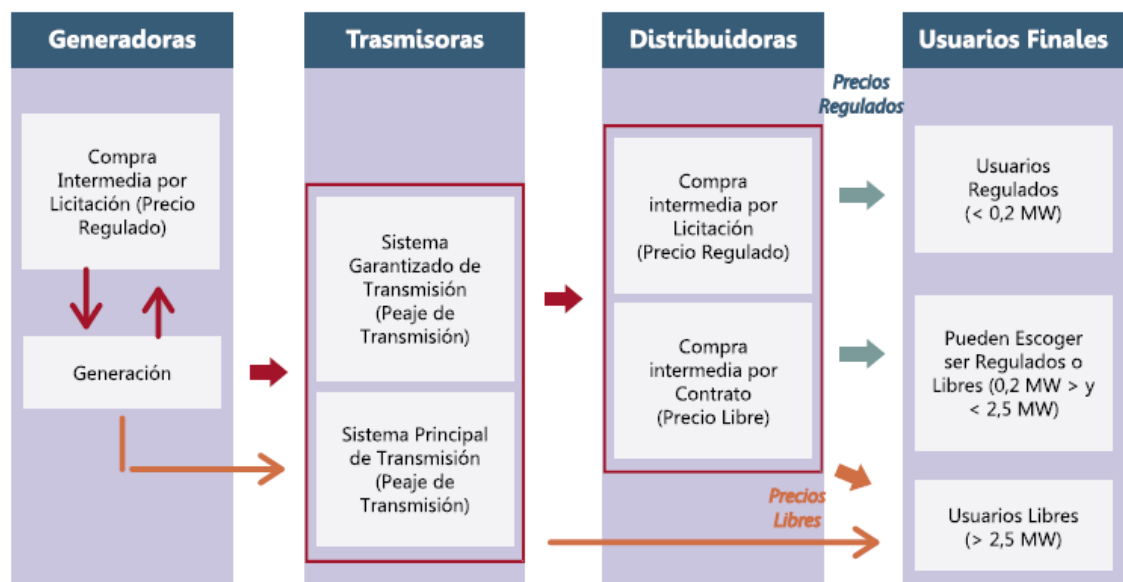 Generadoras
Trasmisoras
Distribuidoras
Usuarios Finales
Compra
Intermedia por
Licitación (Precio
Regulado)
Generación
Sistema
Garantizado de
Transmisión
(Peaje de
Transmisión)
Sistema Principal
de Transmisión
(Peaje de
Transmisión)
Compra
intermedia por
Licitación
(Precio Regulado)
Compra
intermedia por
Contrato
(Precio Libre)
Precios
Regulados
Precios
Libres
Usuarios
Regulados
(< 0,2 MW)
Pueden Escoger
ser Regulados o
Libres (0,2 MW > y
< 2,5 MW)
Usuarios Libres
(> 2,5 MW)